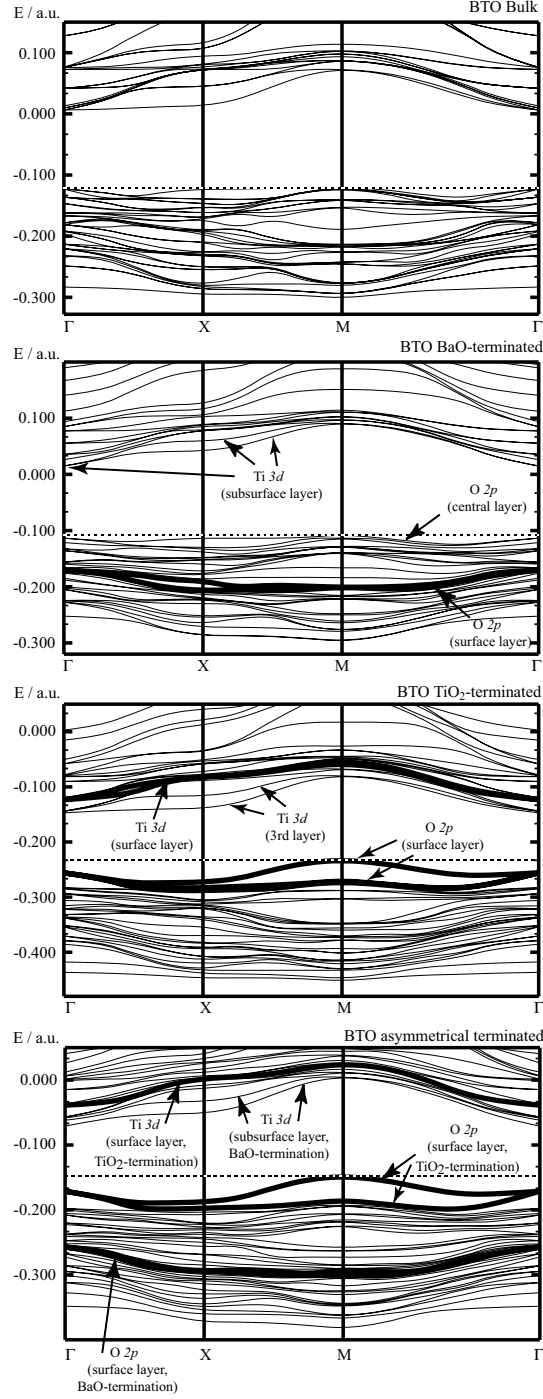 E / a.u.
BTO Bulk
0.100
0.000
-0.100
-0.200
-0.300
Γ X M Γ
E / a.u.
BTO BaO-terminated
0.100
0.000
-0.100
-0.200
-0.300
Ti 3d
(subsurface layer)
O 2p
(central layer)
O 2p
(surface layer)
Γ X M Γ
E / a.u.
BTO TiO₂-terminated
0.000
-0.100
-0.200
-0.300
-0.400
Ti 3d
(surface layer)
Ti 3d
(3rd layer)
O 2p
(surface layer)
Γ X M Γ
E / a.u.
BTO asymmetrical terminated
0.000
-0.100
-0.200
-0.300
Ti 3d
(surface layer,
TiO₂-termination)
Ti 3d
(subsurface layer,
BaO-termination)
O 2p
(surface layer,
TiO₂-termination)
Γ X M Γ
O 2p
(surface layer,
BaO-termination)